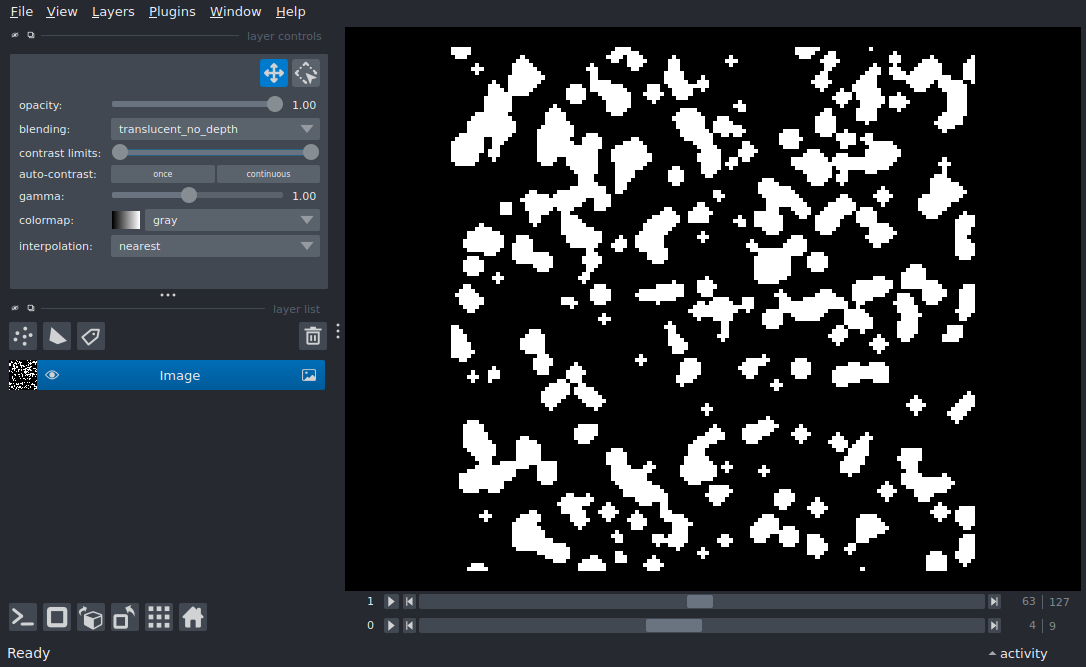 File View Layers Plugins Window Help
layer controls
opacity: 1.00
blending: translucent_no_depth
contrast limits:
auto-contrast: once continuous
gamma: 1.00
colormap: gray
interpolation: nearest
layer list
Image
1 63 127
0 4 9
Ready activity